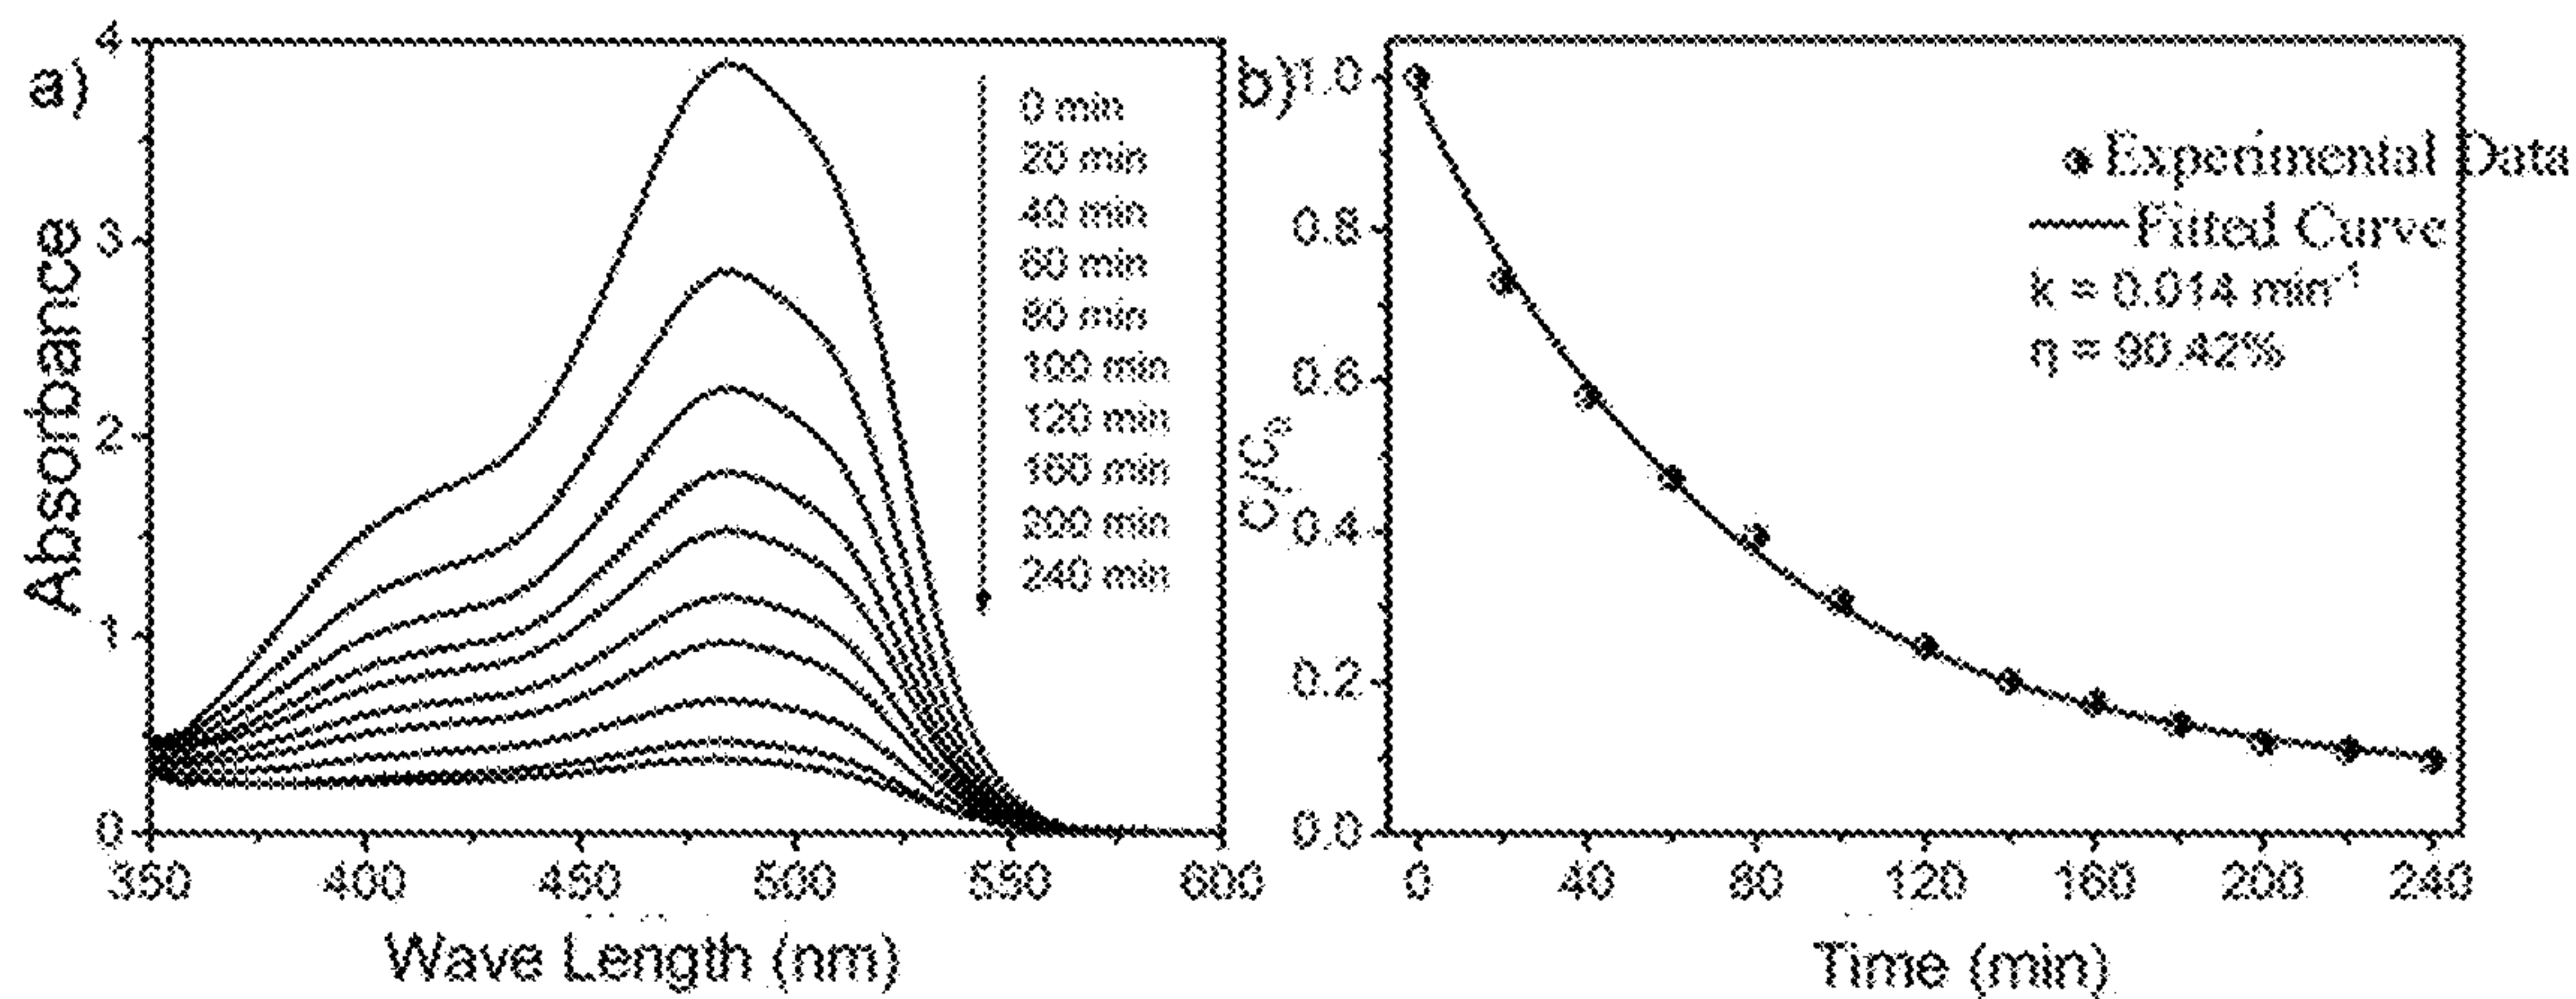 a)
4
3
2
1
0
Absorbance
350 400 450 500 550 600
Wave Length (nm)
0 min
20 min
40 min
60 min
80 min
100 min
120 min
160 min
200 min
240 min
b)
1.0
0.8
0.6
0.4
0.2
0.0
C/C₀
0 40 80 120 160 200 240
Time (min)
Experimental Data
Fitted Curve
k = 0.014 min⁻¹
η = 90.42%